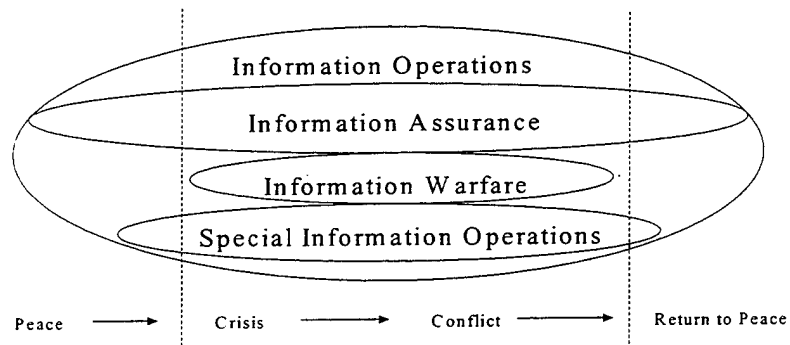 Information Operations
Information Assurance
Information Warfare
Special Information Operations
Peace
Crisis
Conflict
Return to Peace